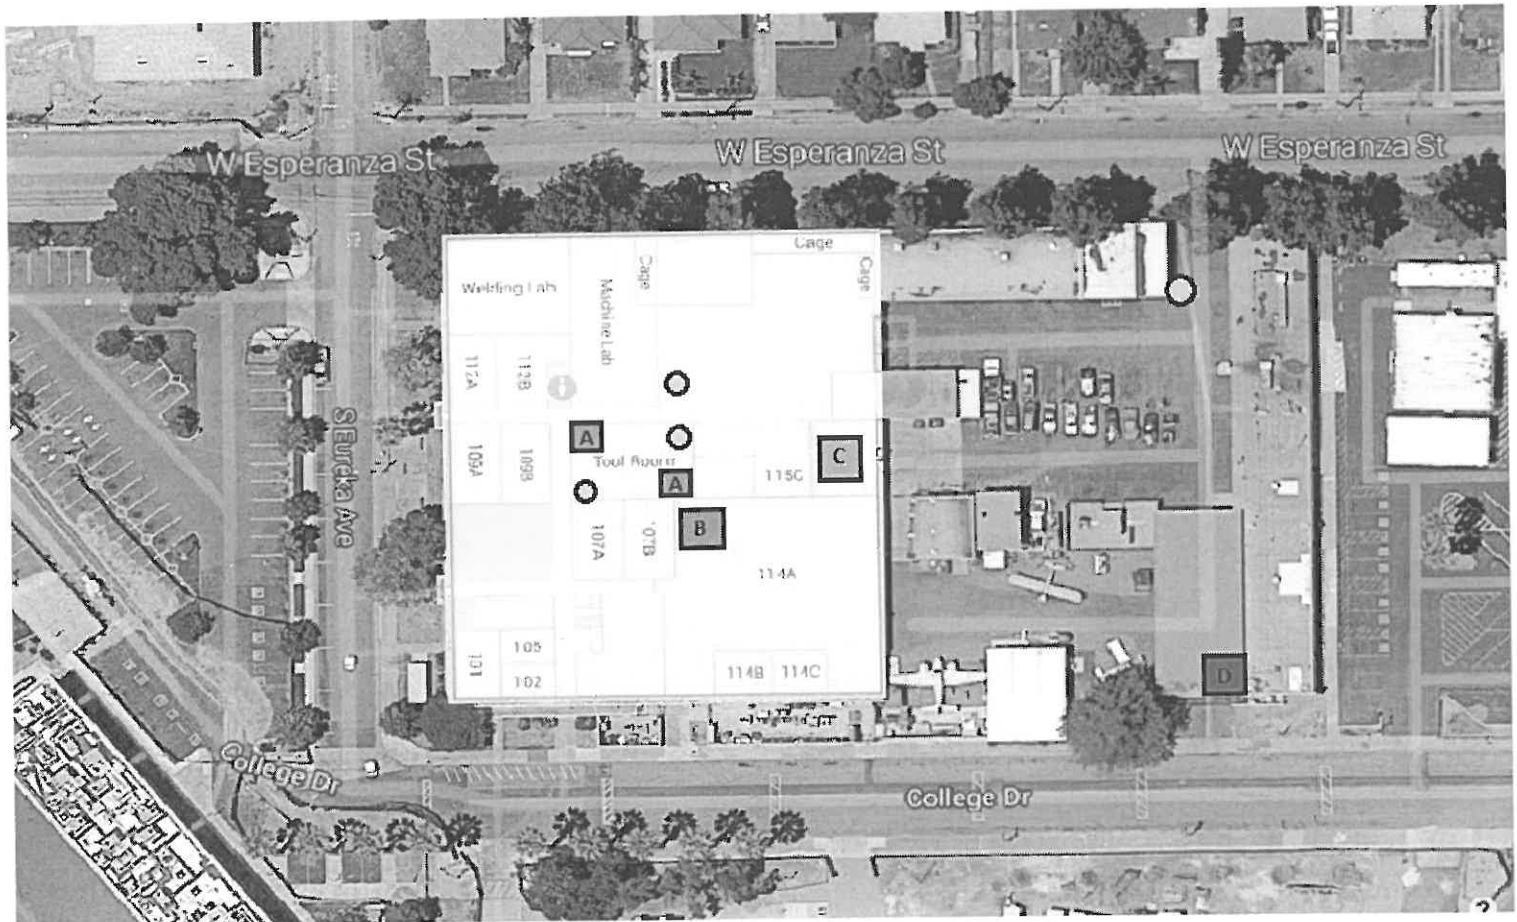 W Esperanza St
W Esperanza St
W Esperanza St
Cage
Cage
Cage
Welding Lab
Machine Lab
112A
112B
S Eureka Ave
A
109A
109B
Tool Room
115C
C
A
107A
107B
B
114A
105
101
102
114B
114C
D
College Dr
College Dr
?